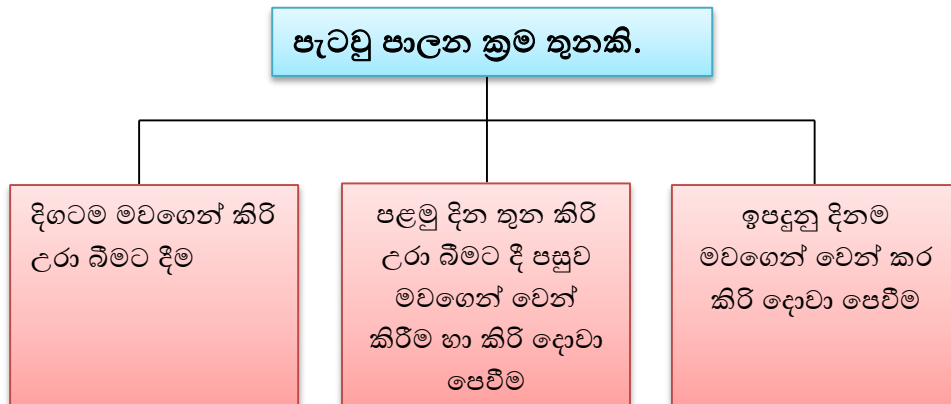 පැටවු පාලන ක්‍රම තුනකි.
දිගටම මවගෙන් කිරි
උරා බීමට දීම
පළමු දින තුන කිරි
උරා බීමට දී පසුව
මවගෙන් වෙන්
කිරීම හා කිරි දොවා
පෙවීම
ඉපදුනු දිනම
මවගෙන් වෙන් කර
කිරි දොවා පෙවීම